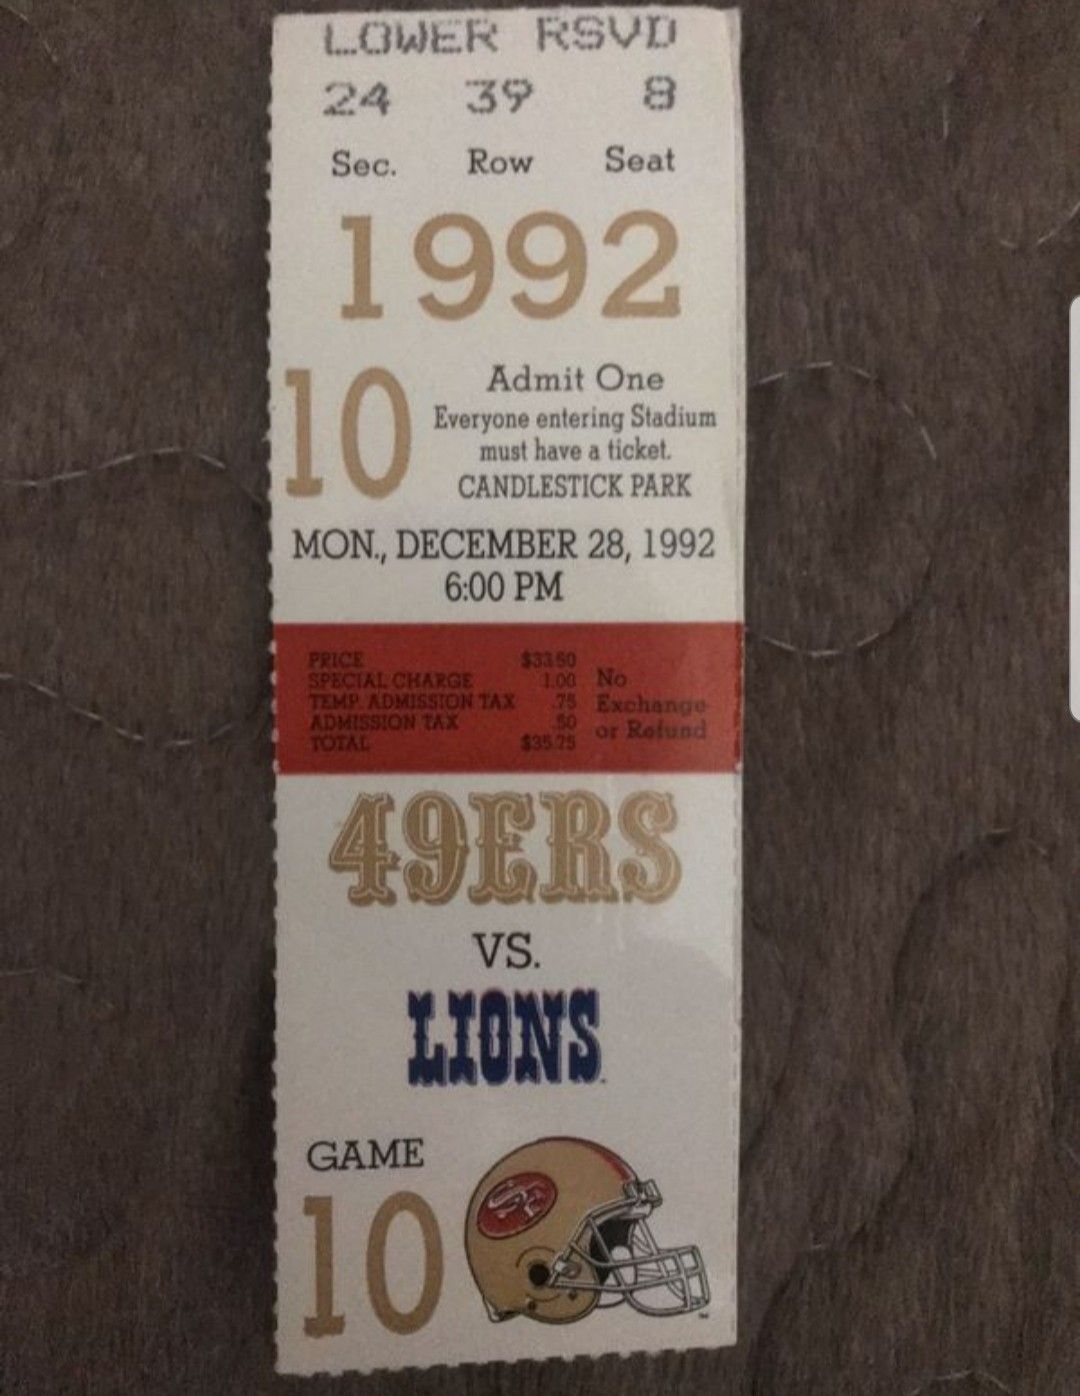 LOWER RSVD
24 39 8
Sec. Row Seat
1992
10
Admit One
Everyone entering Stadium
must have a ticket.
CANDLESTICK PARK
MON., DECEMBER 28, 1992
6:00 PM
PRICE $33.50
SPECIAL CHARGE 1.00
TEMP. ADMISSION TAX .75
ADMISSION TAX .50
TOTAL $35.75
No
Exchange
or Refund
49ERS
VS.
LIONS
GAME
10
SF